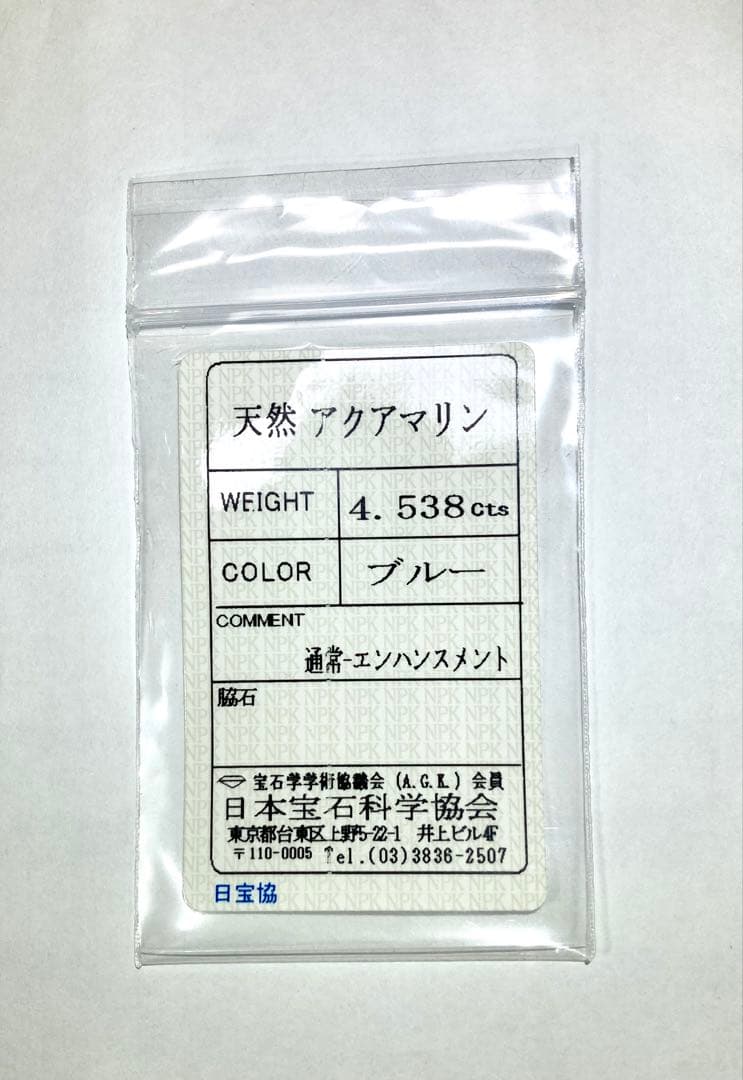 天然 アクアマリン
WEIGHT 4.538cts
COLOR ブルー
COMMENT
通常-エンハンスメント
脇石
宝石学学術協議会 (A.G.K.) 会員
日本宝石科学協会
東京都台東区上野5-22-1 井上ビル4F
〒110-0005 Tel.(03)3836-2507
日宝協